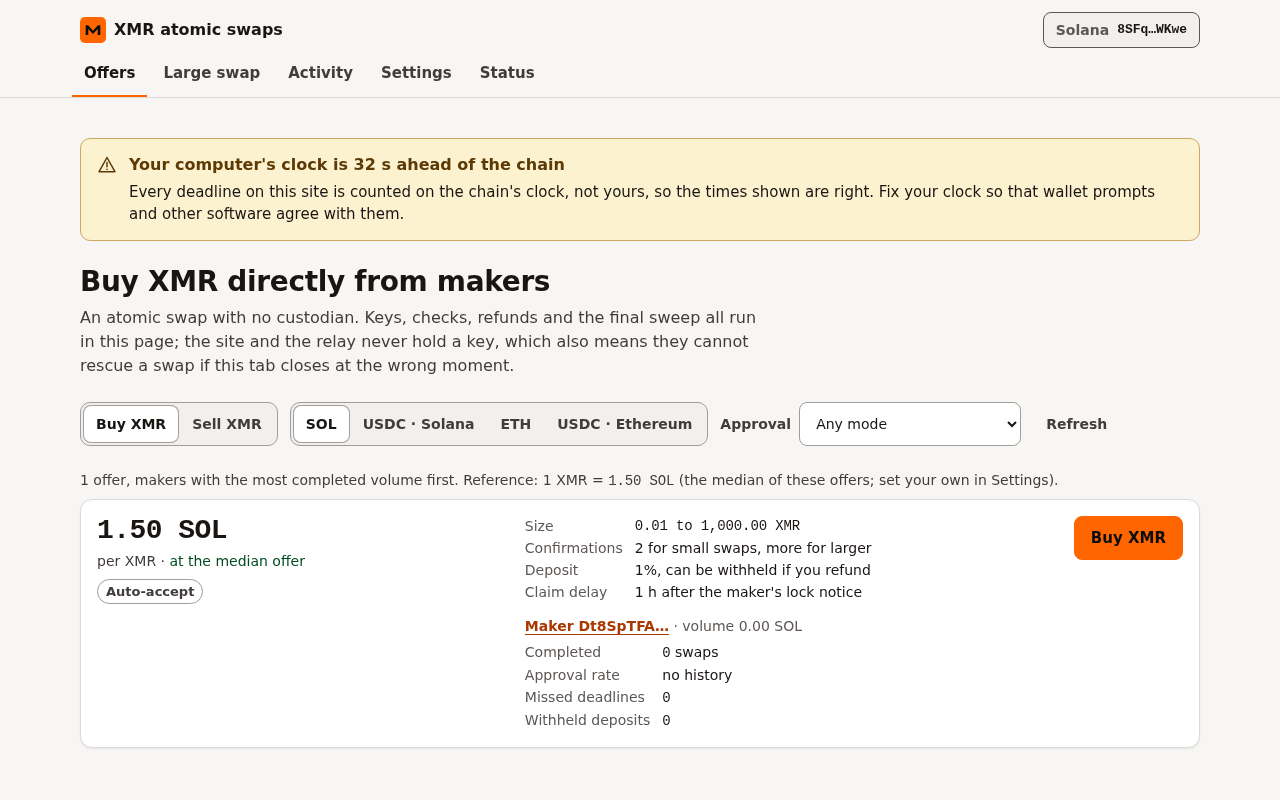 XMR atomic swaps
Solana 8SFq…WKwe
Offers Large swap Activity Settings Status
Your computer's clock is 32 s ahead of the chain
Every deadline on this site is counted on the chain's clock, not yours, so the times shown are right. Fix your clock so that wallet prompts
and other software agree with them.
Buy XMR directly from makers
An atomic swap with no custodian. Keys, checks, refunds and the final sweep all run
in this page; the site and the relay never hold a key, which also means they cannot
rescue a swap if this tab closes at the wrong moment.
Buy XMR Sell XMR SOL USDC · Solana ETH USDC · Ethereum Approval Any mode Refresh
1 offer, makers with the most completed volume first. Reference: 1 XMR = 1.50 SOL (the median of these offers; set your own in Settings).
1.50 SOL
per XMR · at the median offer
Auto-accept
Size 0.01 to 1,000.00 XMR
Confirmations 2 for small swaps, more for larger
Deposit 1%, can be withheld if you refund
Claim delay 1 h after the maker's lock notice
Maker Dt8SpTFA… · volume 0.00 SOL
Completed 0 swaps
Approval rate no history
Missed deadlines 0
Withheld deposits 0
Buy XMR